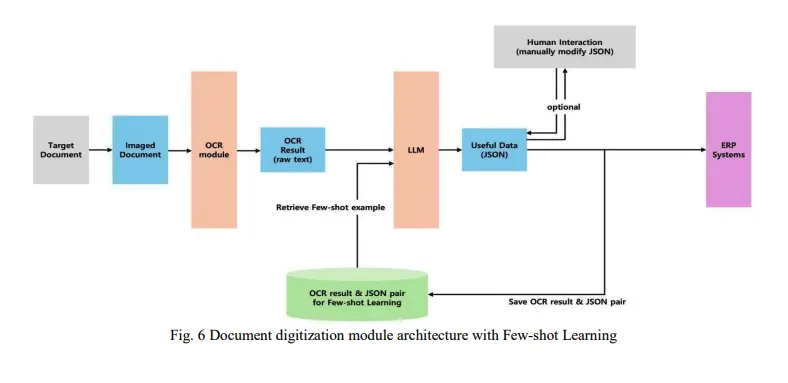 Human Interaction
(manually modify JSON)
optional
Target
Document
Imaged
Document
OCR
module
OCR
Result
(raw text)
LLM
Useful Data
(JSON)
ERP
Systems
Retrieve Few-shot example
OCR result & JSON pair
for Few-shot Learning
Save OCR result & JSON pair
Fig. 6 Document digitization module architecture with Few-shot Learning